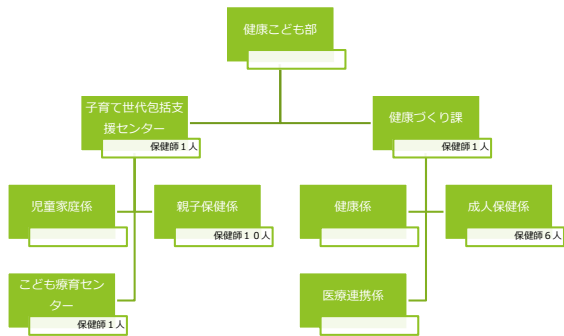 健康こども部
子育て世代包括支
援センター
保健師１人
健康づくり課
保健師１人
児童家庭係
親子保健係
保健師１０人
健康係
成人保健係
保健師６人
こども療育セン
ター
保健師１人
医療連携係